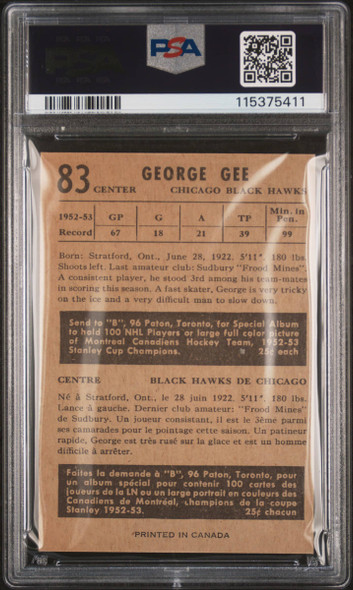 PSA
115375411
83 CENTER GEORGE GEE
CHICAGO BLACK HAWKS
1952-53 GP G A TP Min. in Pen.
Record 67 18 21 39 99
Born: Stratford, Ont., June 28, 1922. 5'11". 180 lbs.
Shoots left. Last amateur club: Sudbury "Frood Mines".
A consistent player, he stood 3rd among his team-mates
in scoring this season. A fast skater, George is very tricky
on the ice and a very difficult man to slow down.
Send to "B", 96 Paton, Toronto, for Special Album
to hold 100 NHL Players or large full color picture
of Montreal Canadiens Hockey Team, 1952-53
Stanley Cup Champions. 25¢ each
CENTRE BLACK HAWKS DE CHICAGO
Né à Stratford, Ont., le 28 juin 1922. 5'11". 180 lbs.
Lance à gauche. Dernier club amateur: "Frood Mines"
de Sudbury. Un joueur consistant, il est le 3ème parmi
ses camarades pour le pointage cette saison. Un patineur
rapide, George est très rusé sur la glace et est un homme
difficile à arrêter.
Faites la demande à "B", 96 Paton, Toronto, pour
un album spécial pour contenir 100 cartes des
joueurs de la LN ou un large portrait en couleurs des
Canadiens de Montréal, champions de la coupe
Stanley 1952-53. 25¢ chacun
PRINTED IN CANADA